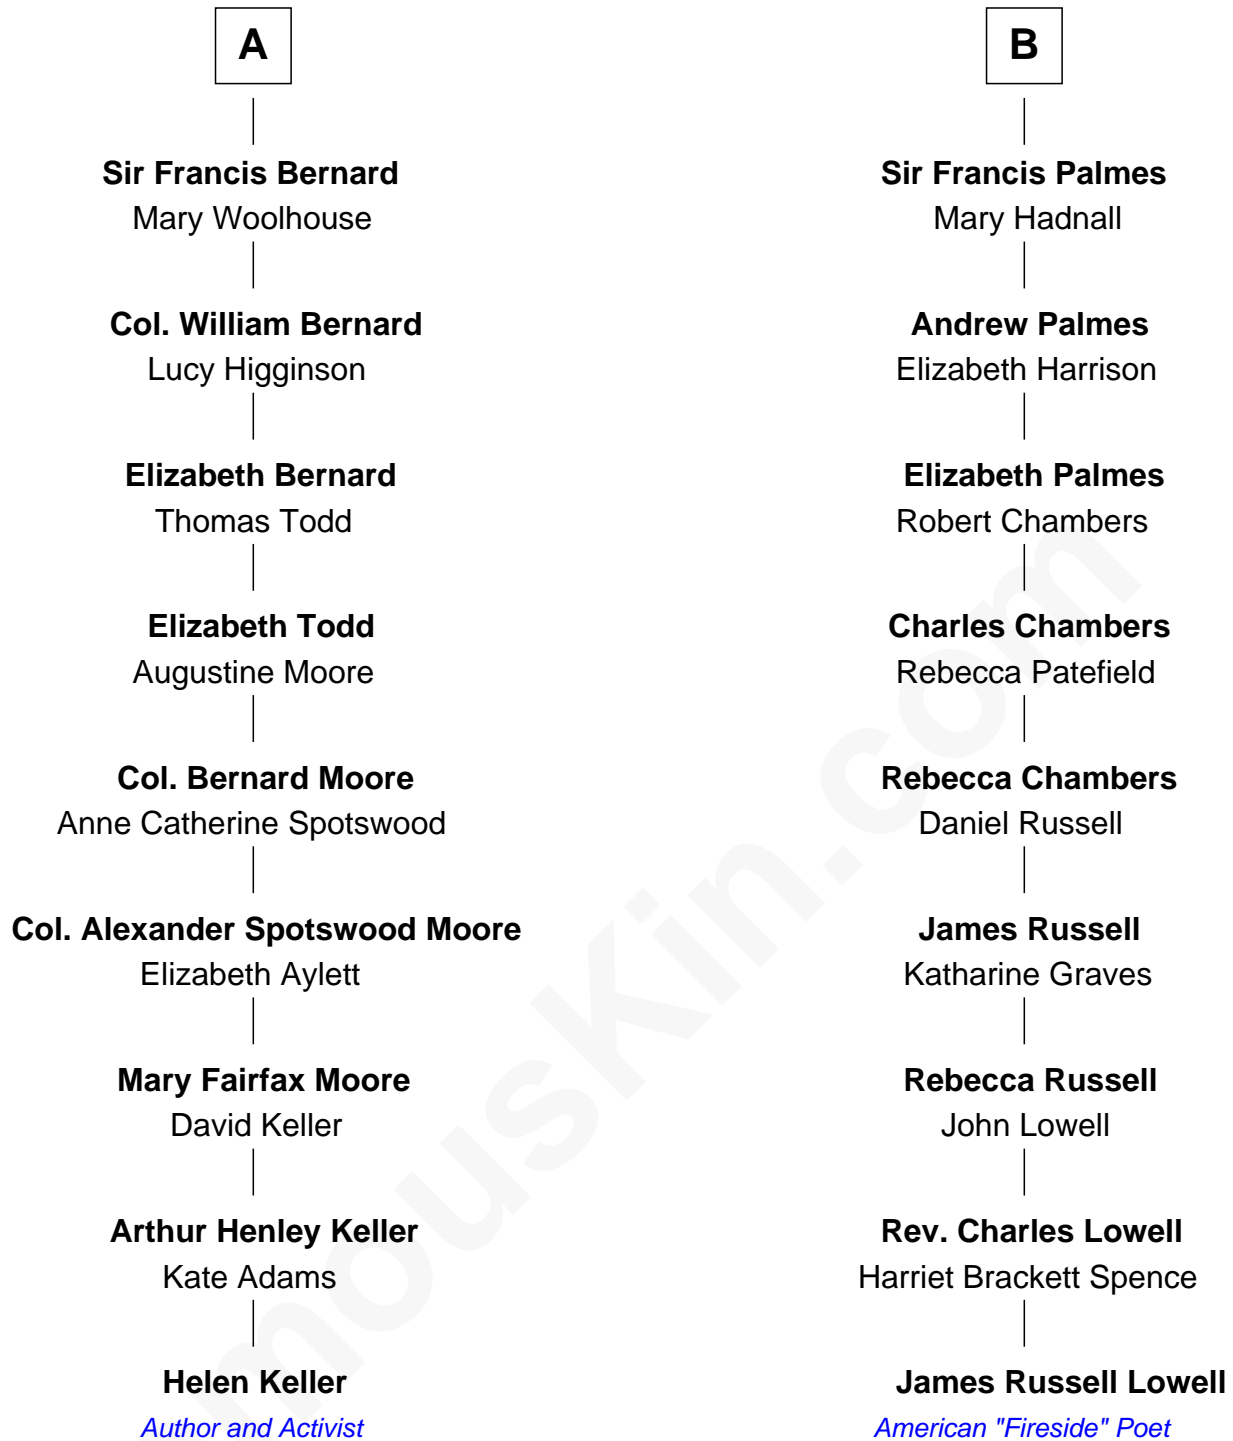 A
Sir Francis Bernard
Mary Woolhouse
Col. William Bernard
Lucy Higginson
Elizabeth Bernard
Thomas Todd
Elizabeth Todd
Augustine Moore
Col. Bernard Moore
Anne Catherine Spotswood
Col. Alexander Spotswood Moore
Elizabeth Aylett
Mary Fairfax Moore
David Keller
Arthur Henley Keller
Kate Adams
Helen Keller
Author and Activist
B
Sir Francis Palmes
Mary Hadnall
Andrew Palmes
Elizabeth Harrison
Elizabeth Palmes
Robert Chambers
Charles Chambers
Rebecca Patefield
Rebecca Chambers
Daniel Russell
James Russell
Katharine Graves
Rebecca Russell
John Lowell
Rev. Charles Lowell
Harriet Brackett Spence
James Russell Lowell
American "Fireside" Poet
mouskin.com